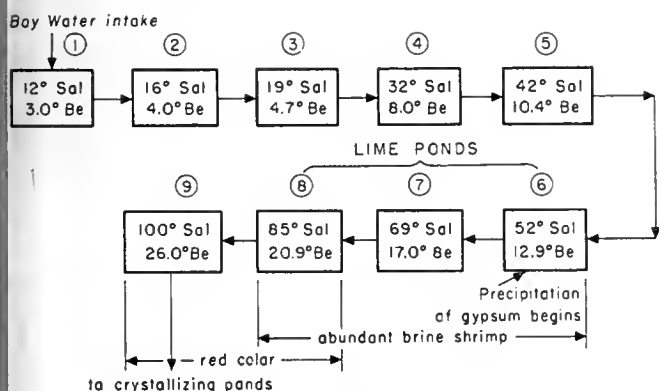 Bay Water intake
① ② ③ ④ ⑤
12° Sal
3.0° Be
16° Sal
4.0° Be
19° Sal
4.7° Be
32° Sal
8.0° Be
42° Sal
10.4° Be
LIME PONDS
⑨ ⑧ ⑦ ⑥
100° Sal
26.0° Be
85° Sal
20.9° Be
69° Sal
17.0° Be
52° Sal
12.9° Be
Precipitation
of gypsum begins
abundant brine shrimp
red color
to crystallizing ponds